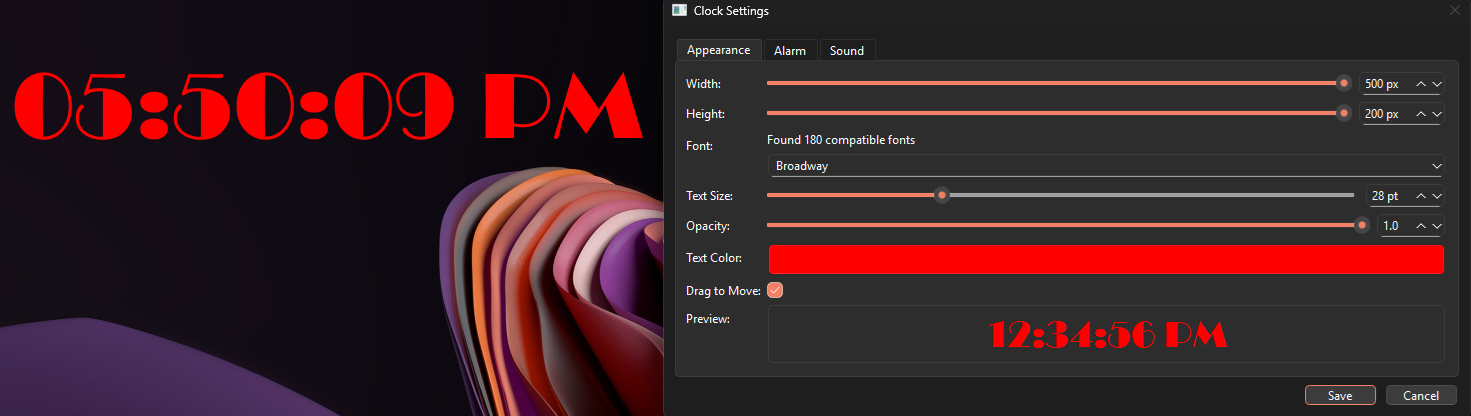 05:50:09 PM
Clock Settings
Appearance Alarm Sound
Width: 500 px
Height: 200 px
Found 180 compatible fonts
Font:
Broadway
Text Size: 28 pt
Opacity: 1.0
Text Color:
Drag to Move:
Preview:
12:34:56 PM
Save Cancel